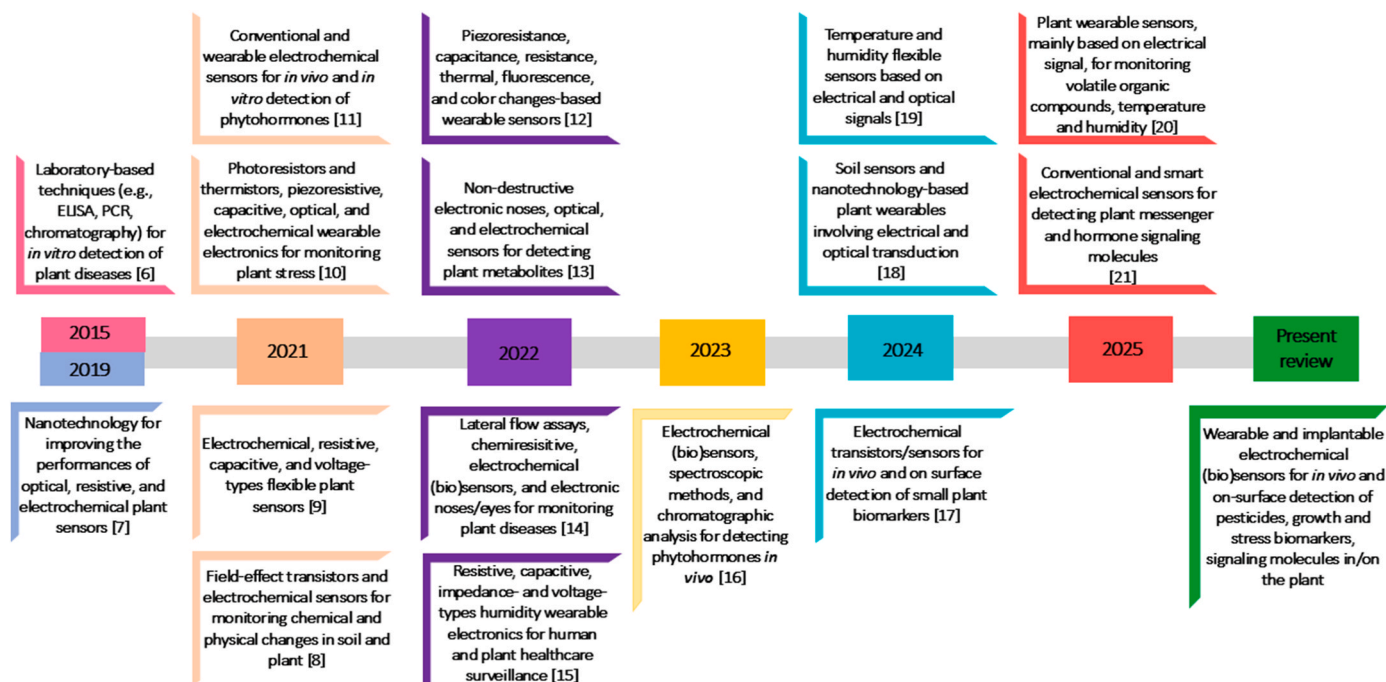 Conventional and
wearable electrochemical
sensors for in vivo and in
vitro detection of
phytohormones [11]
Piezoresistance,
capacitance, resistance,
thermal, fluorescence,
and color changes-based
wearable sensors [12]
Temperature and
humidity flexible
sensors based on
electrical and optical
signals [19]
Plant wearable sensors,
mainly based on electrical
signal, for monitoring
volatile organic
compounds, temperature
and humidity [20]
Laboratory-based
techniques (e.g.,
ELISA, PCR,
chromatography) for
in vitro detection of
plant diseases [6]
Photoresistors and
thermistors, piezoresistive,
capacitive, optical, and
electrochemical wearable
electronics for monitoring
plant stress [10]
Non-destructive
electronic noses, optical,
and electrochemical
sensors for detecting
plant metabolites [13]
Soil sensors and
nanotechnology-based
plant wearables
involving electrical and
optical transduction
[18]
Conventional and smart
electrochemical sensors for
detecting plant messenger
and hormone signaling
molecules
[21]
2015
2019
2021
2022
2023
2024
2025
Present
review
Nanotechnology for
improving the
performances of
optical, resistive, and
electrochemical plant
sensors [7]
Electrochemical, resistive,
capacitive, and voltage-
types flexible plant
sensors [9]
Lateral flow assays,
chemiresisitive,
electrochemical
(bio)sensors, and electronic
noses/eyes for monitoring
plant diseases [14]
Electrochemical
(bio)sensors,
spectroscopic
methods, and
chromatographic
analysis for detecting
phytohormones in
vivo [16]
Electrochemical
transistors/sensors for
in vivo and on surface
detection of small plant
biomarkers [17]
Wearable and implantable
electrochemical
(bio)sensors for in vivo and
on-surface detection of
pesticides, growth and
stress biomarkers,
signaling molecules in/on
the plant
Field-effect transistors and
electrochemical sensors for
monitoring chemical and
physical changes in soil and
plant [8]
Resistive, capacitive,
impedance- and voltage-
types humidity wearable
electronics for human
and plant healthcare
surveillance [15]